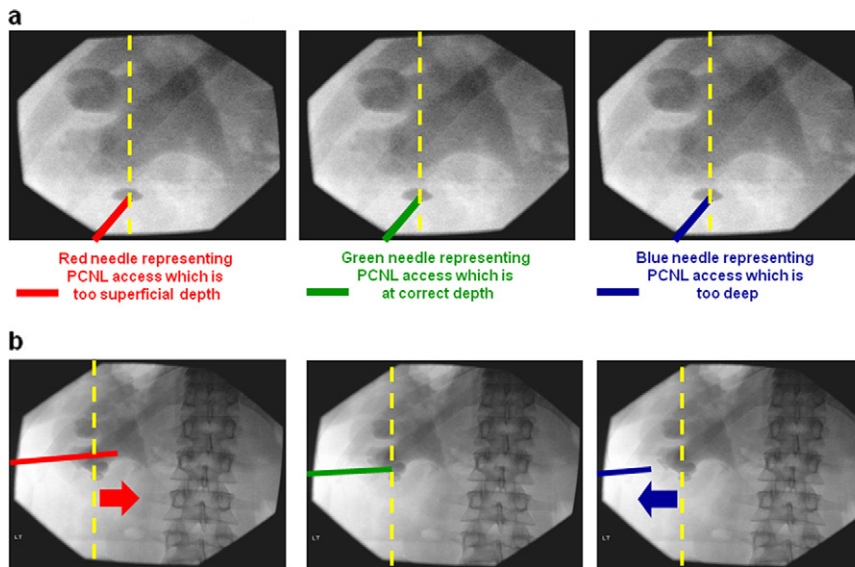 a
Red needle representing
PCNL access which is
too superficial depth
Green needle representing
PCNL access which is
at correct depth
Blue needle representing
PCNL access which is
too deep
b
LT
LT
LT